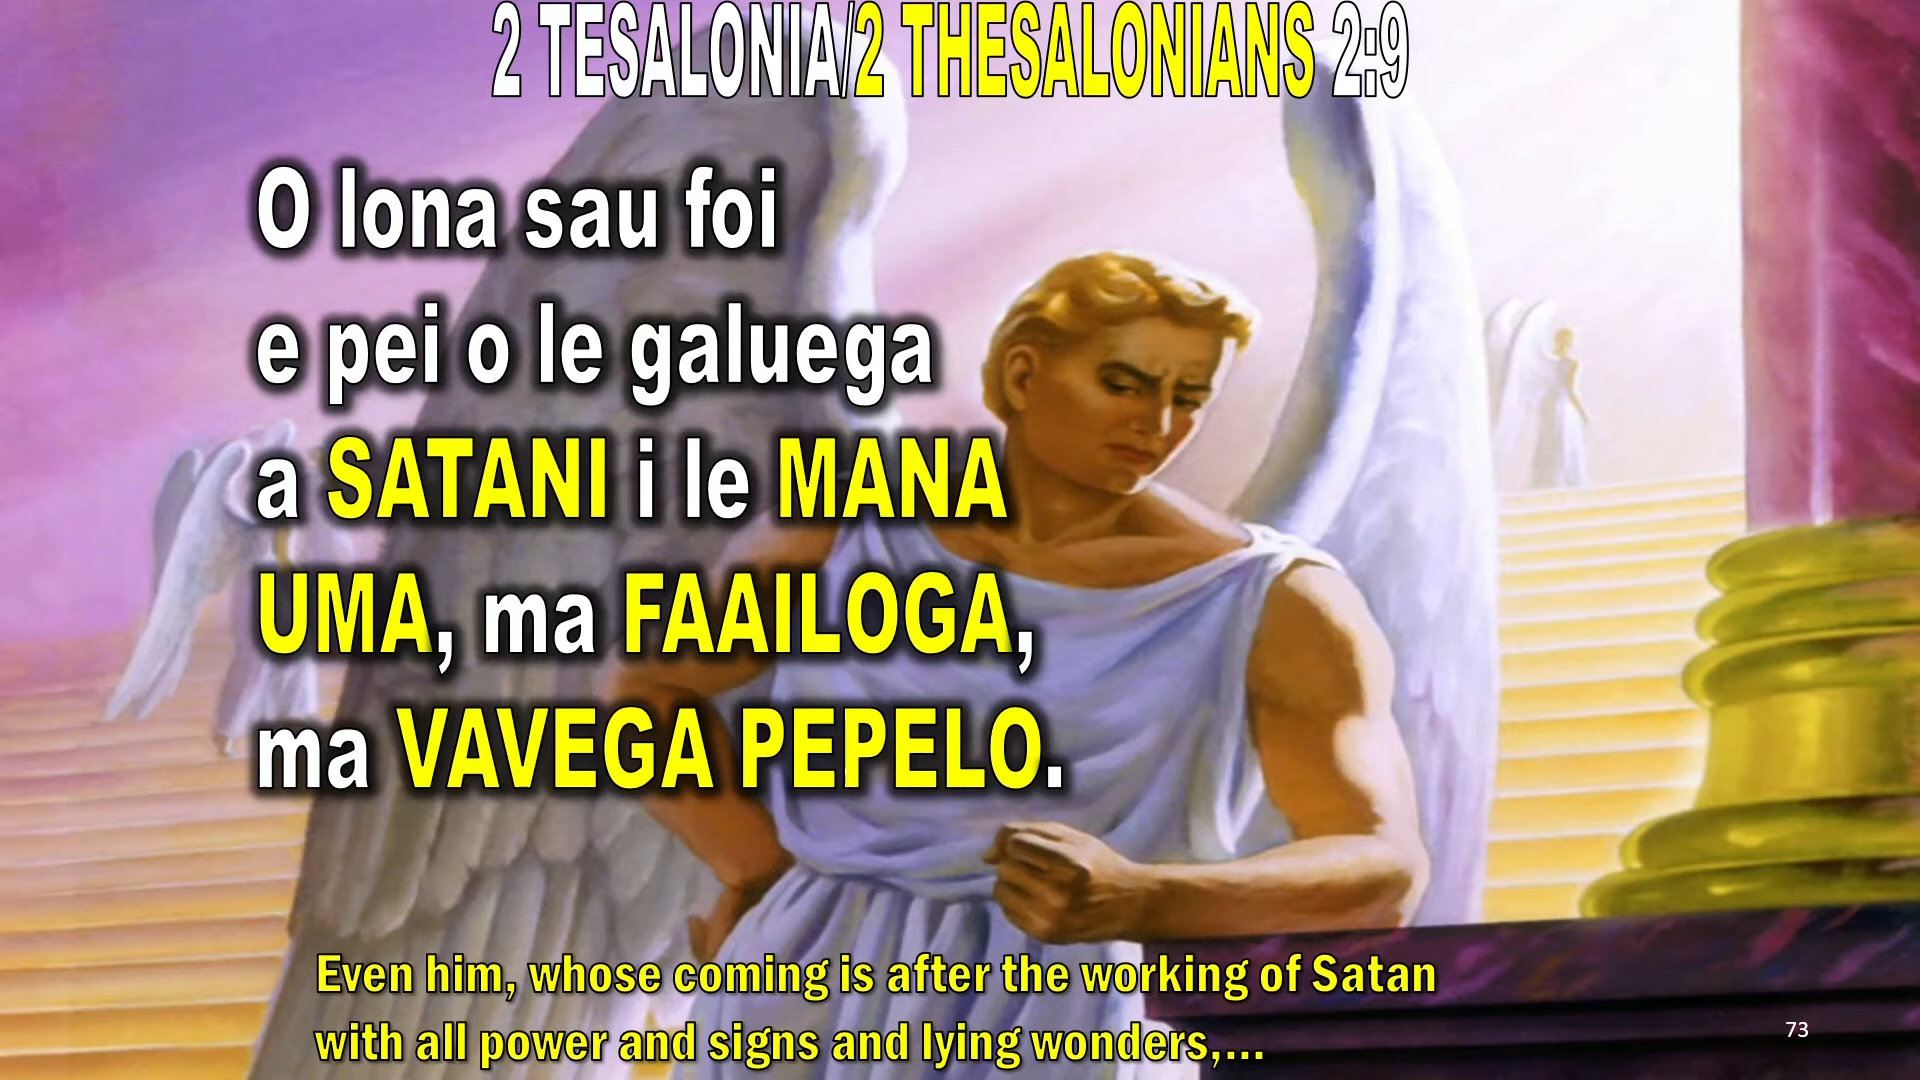 2 TESALONIA/2 THESALONIANS 2:9
O lona sau foi
e pei o le galuega
a SATANI i le MANA
UMA, ma FAAILOGA,
ma VAVEGA PEPELO.
Even him, whose coming is after the working of Satan
with all power and signs and lying wonders,...
73